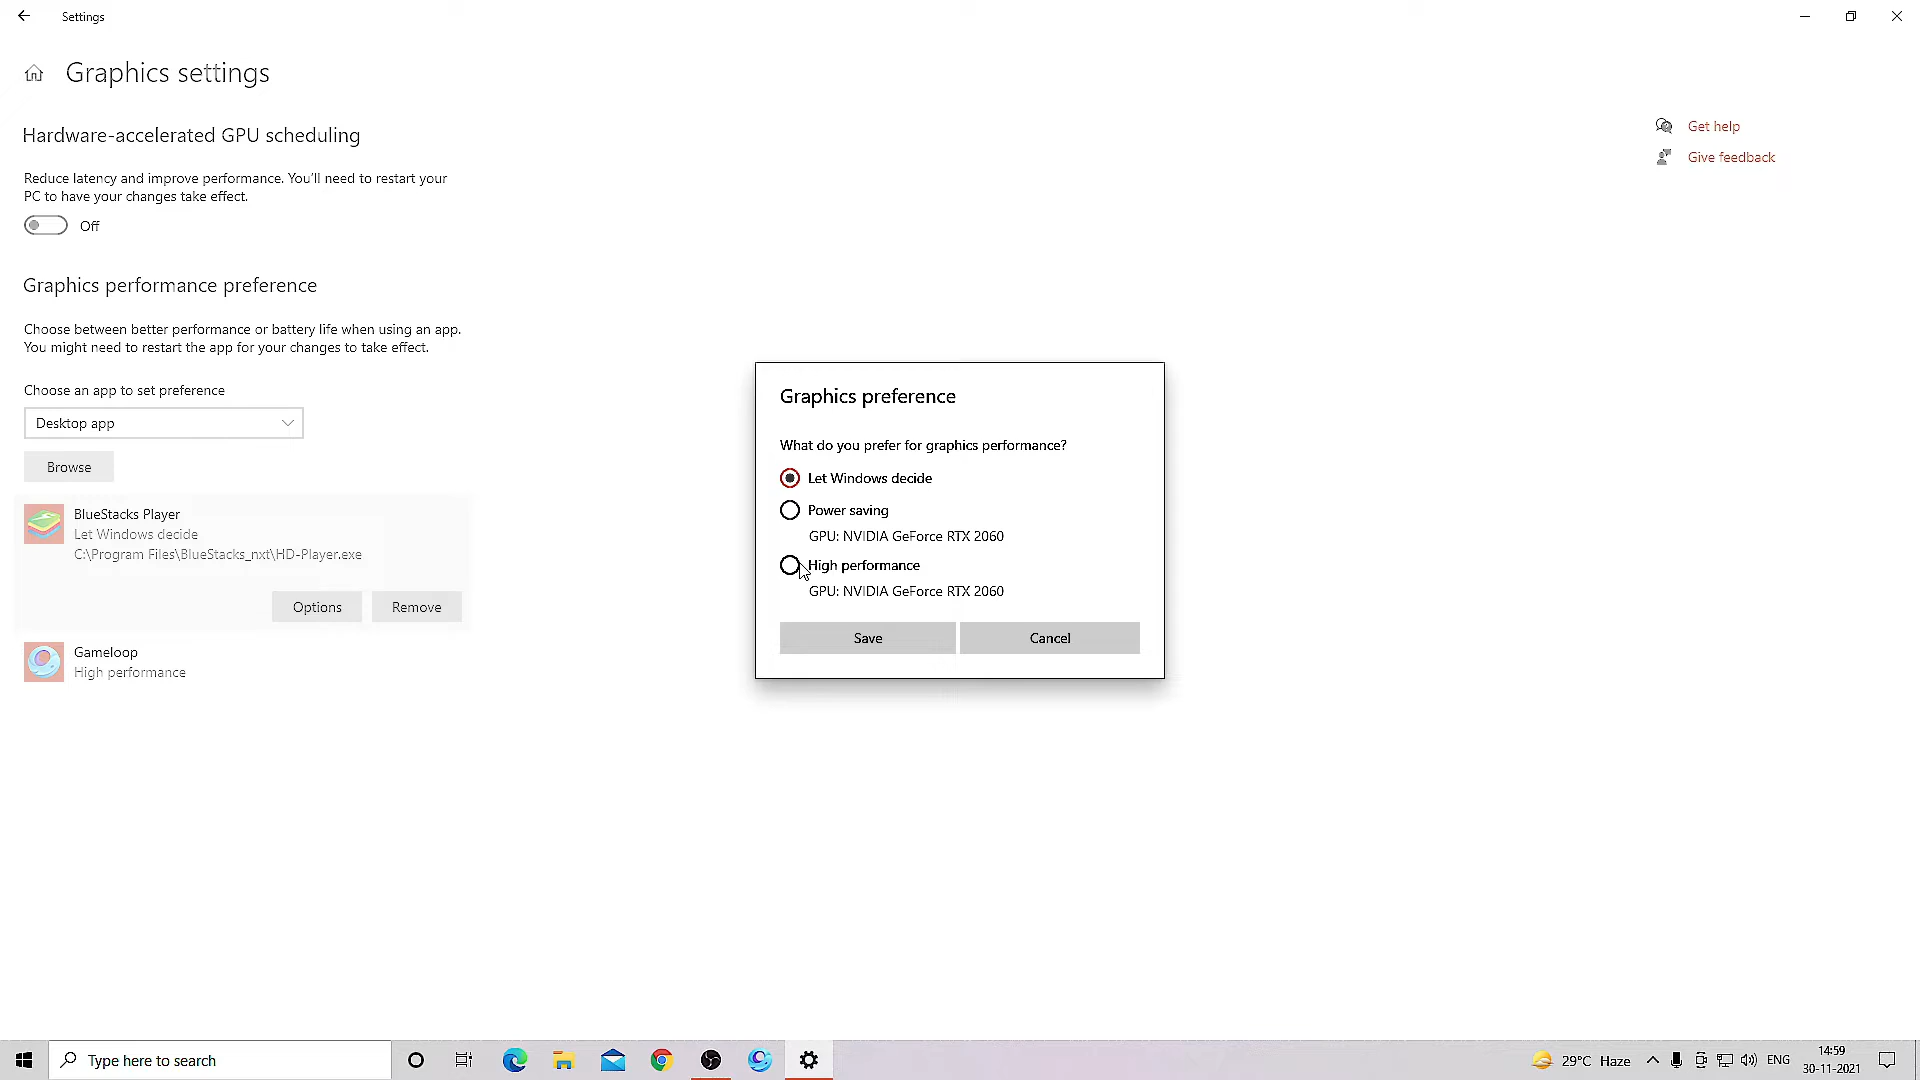 Settings
Graphics settings
Hardware-accelerated GPU scheduling
Reduce latency and improve performance. You'll need to restart your
PC to have your changes take effect.
Off
Graphics performance preference
Choose between better performance or battery life when using an app.
You might need to restart the app for your changes to take effect.
Choose an app to set preference
Desktop app
Browse
BlueStacks Player
Let Windows decide
C:\Program Files\BlueStacks_nxt\HD-Player.exe
Options
Remove
Gameloop
High performance
Get help
Give feedback
Graphics preference
What do you prefer for graphics performance?
Let Windows decide
Power saving
GPU: NVIDIA GeForce RTX 2060
High performance
GPU: NVIDIA GeForce RTX 2060
Save
Cancel
Type here to search
29°C Haze
ENG
14:59
30-11-2021